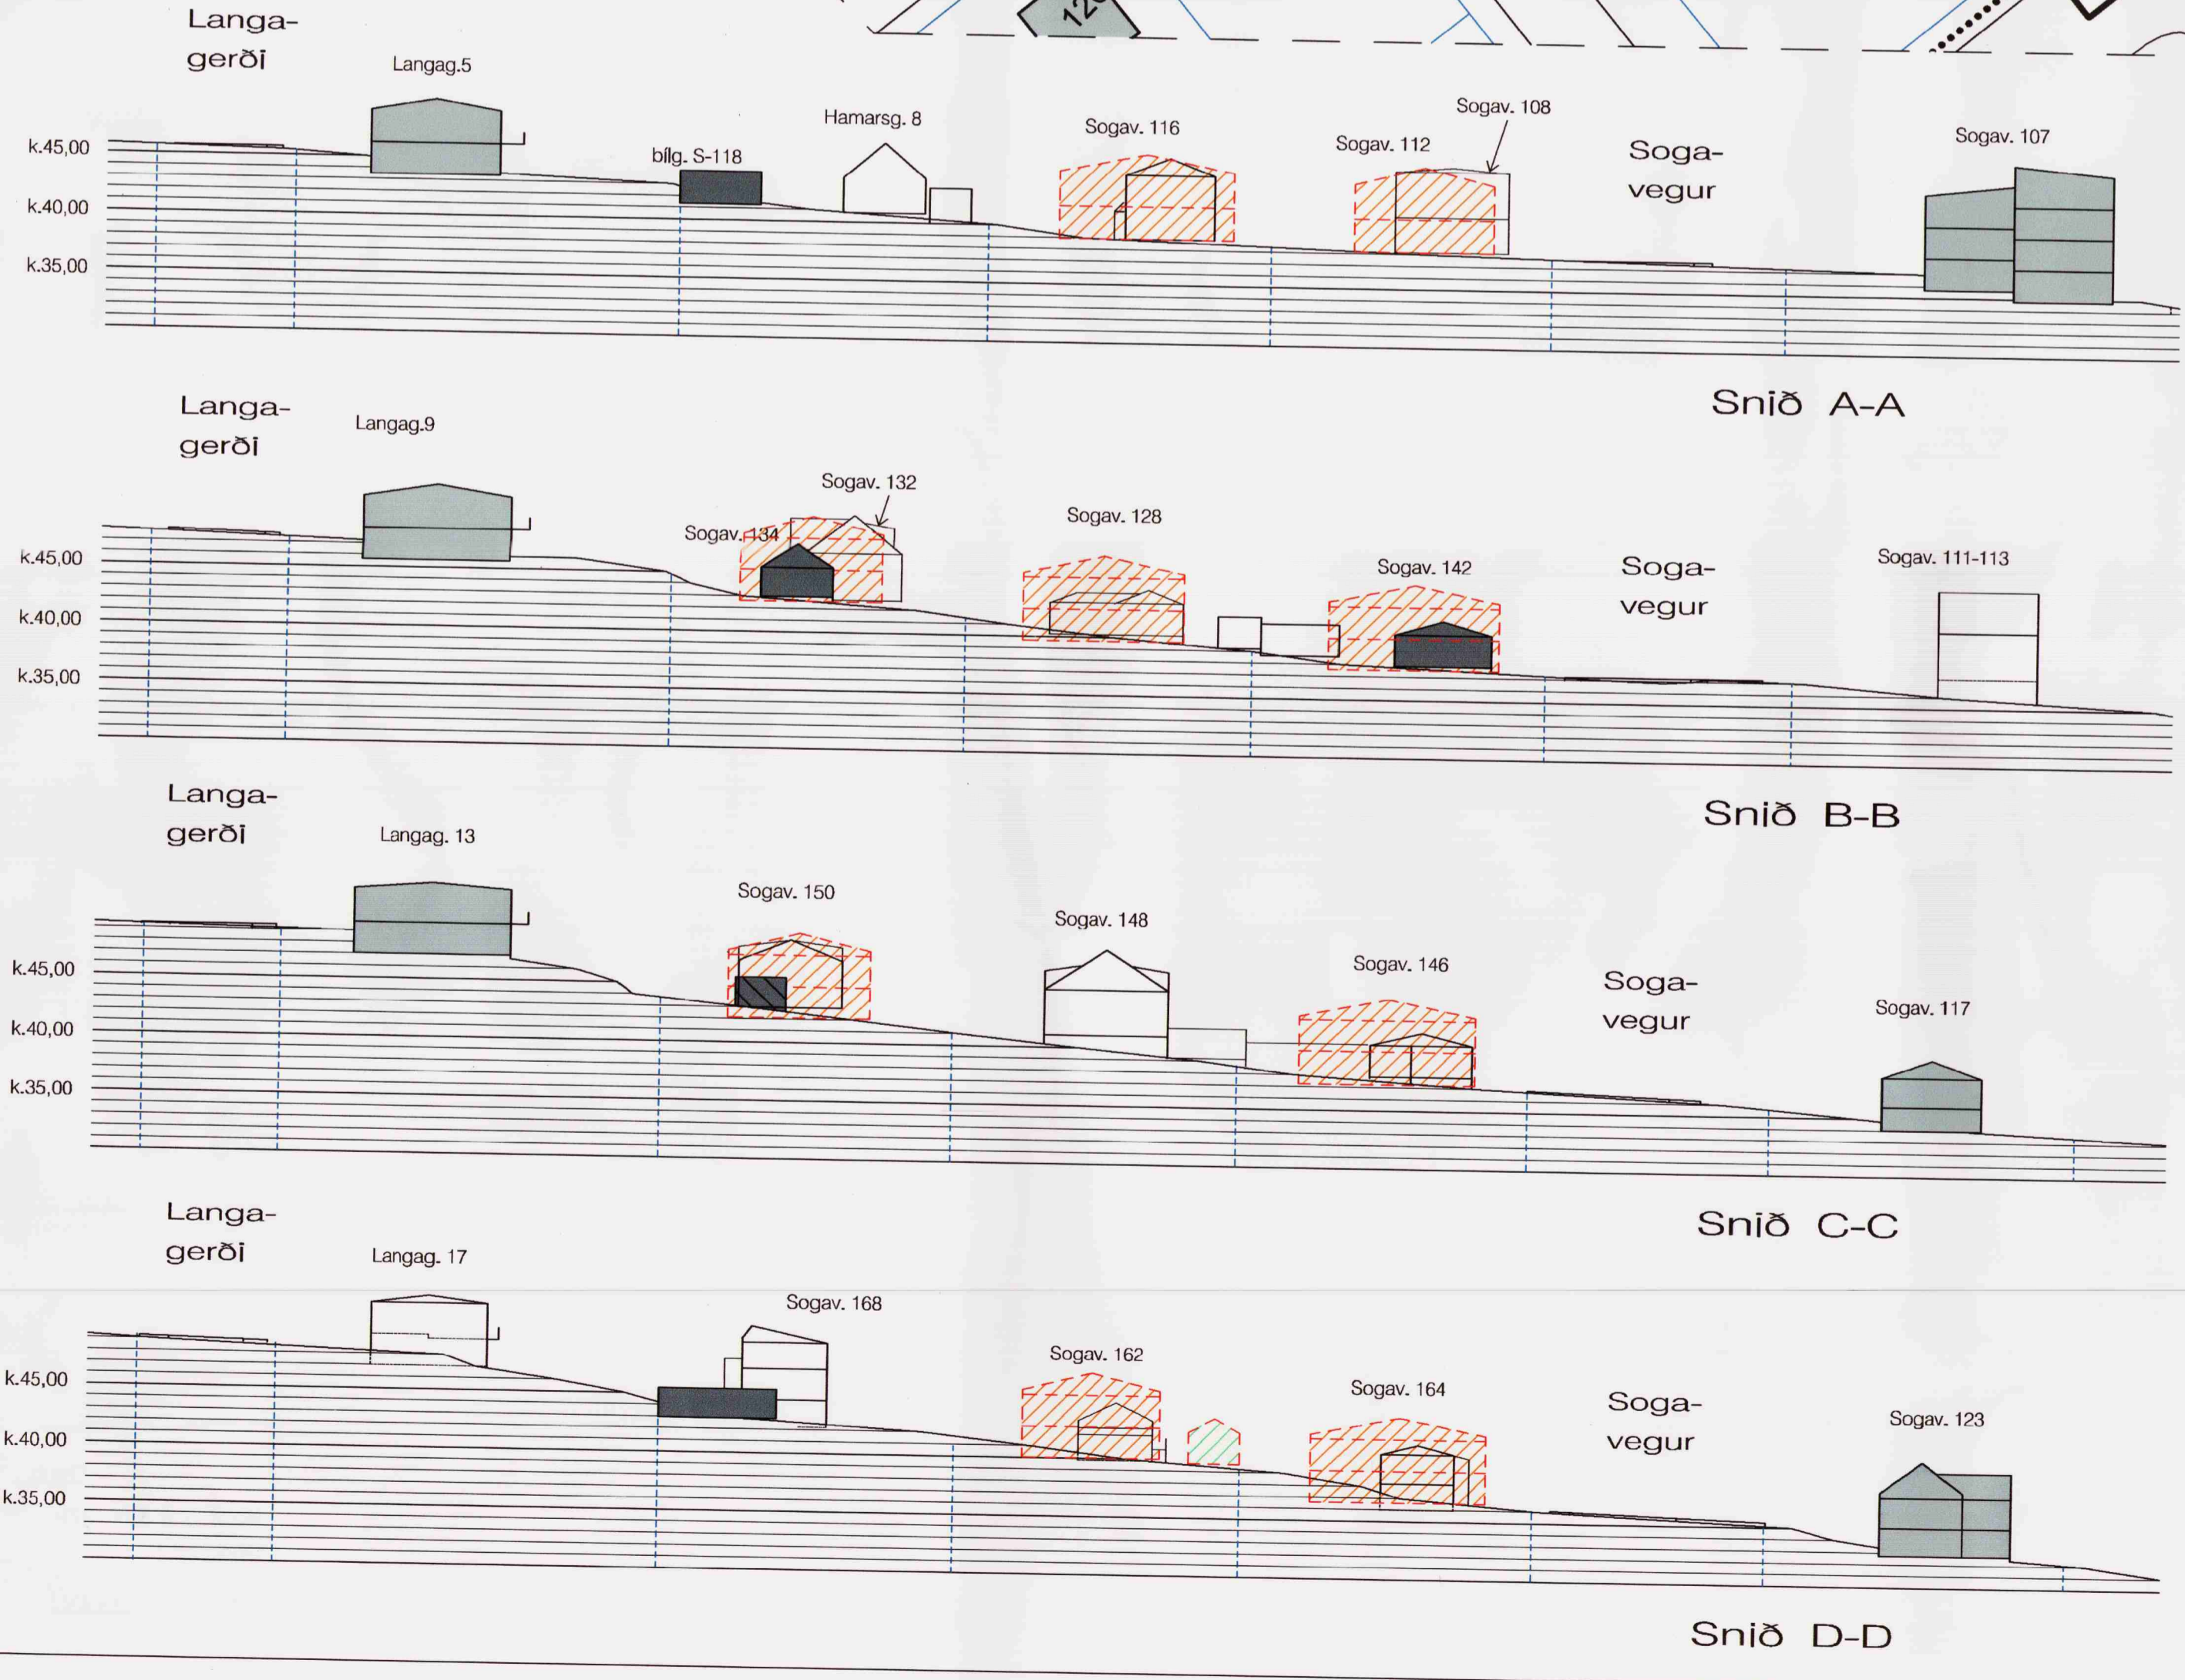 120
Langa-
gerði
Langag.5
bílg. S-118
Hamarsg. 8
Sogav. 116
Sogav. 112
Sogav. 108
Soga-
vegur
Sogav. 107
k.45,00
k.40,00
k.35,00
Snið A-A
Langa-
gerði
Langag.9
Sogav. 134
Sogav. 132
Sogav. 128
Sogav. 142
Soga-
vegur
Sogav. 111-113
k.45,00
k.40,00
k.35,00
Snið B-B
Langa-
gerði
Langag. 13
Sogav. 150
Sogav. 148
Sogav. 146
Soga-
vegur
Sogav. 117
k.45,00
k.40,00
k.35,00
Snið C-C
Langa-
gerði
Langag. 17
Sogav. 168
Sogav. 162
Sogav. 164
Soga-
vegur
Sogav. 123
k.45,00
k.40,00
k.35,00
Snið D-D